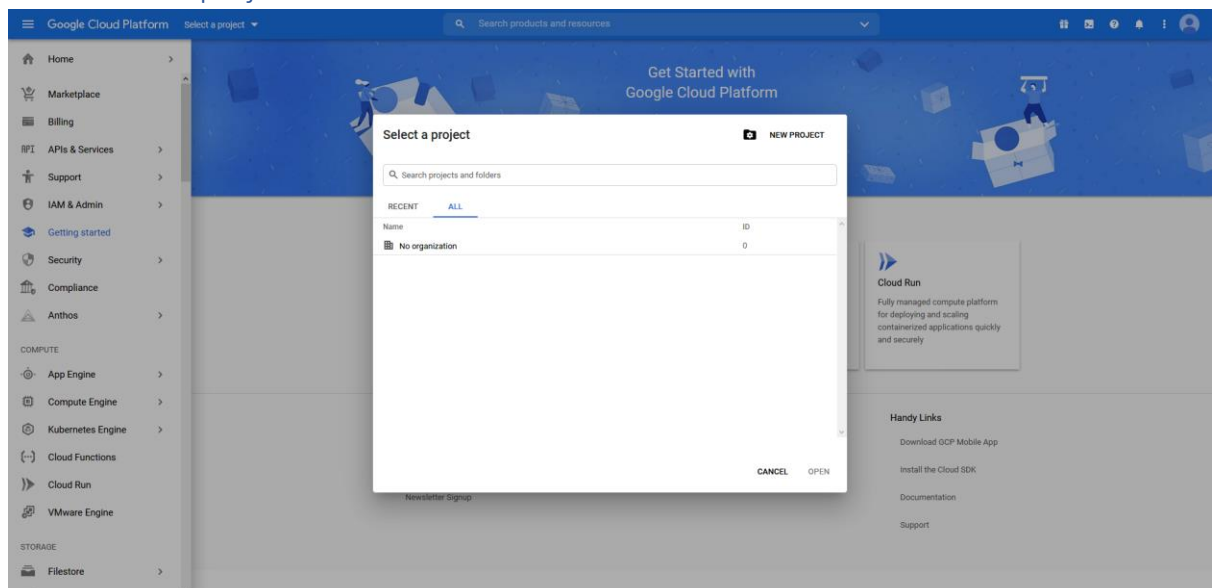 Google Cloud Platform Select a project
Search products and resources
Home
Marketplace
Billing
API APIs & Services
Support
IAM & Admin
Getting started
Security
Compliance
Anthos
COMPUTE
App Engine
Compute Engine
Kubernetes Engine
Cloud Functions
Cloud Run
VMware Engine
STORAGE
Filestore
Get Started with
Google Cloud Platform
Select a project
NEW PROJECT
Search projects and folders
RECENT ALL
Name ID
No organization 0
CANCEL OPEN
Cloud Run
Fully managed compute platform
for deploying and scaling
containerized applications quickly
and securely
Newsletter Signup
Handy Links
Download GCP Mobile App
Install the Cloud SDK
Documentation
Support